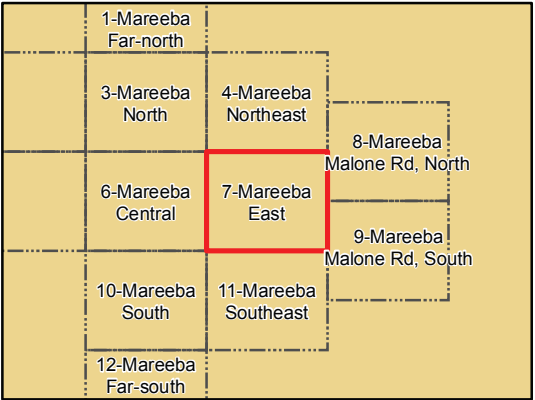 1-Mareeba
Far-north
3-Mareeba
North
4-Mareeba
Northeast
8-Mareeba
Malone Rd, North
6-Mareeba
Central
7-Mareeba
East
9-Mareeba
Malone Rd, South
10-Mareeba
South
11-Mareeba
Southeast
12-Mareeba
Far-south